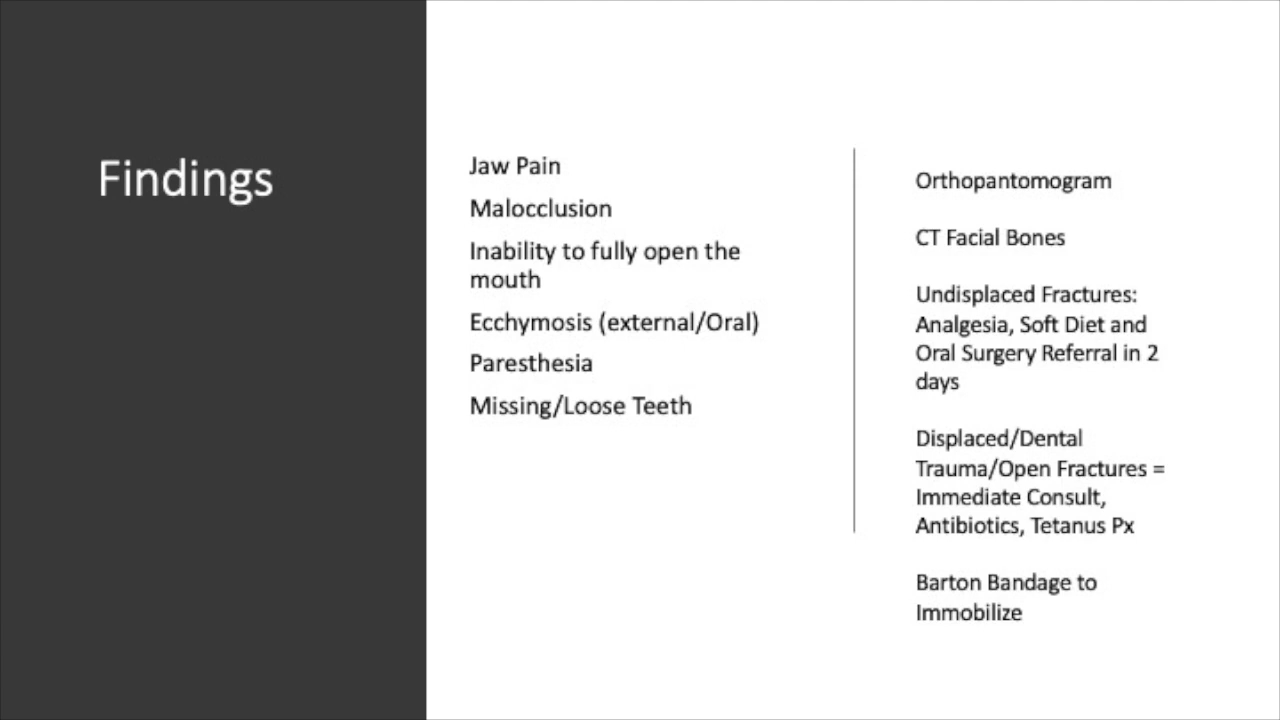 Findings
Jaw Pain
Malocclusion
Inability to fully open the
mouth
Ecchymosis (external/Oral)
Paresthesia
Missing/Loose Teeth
Orthopantomogram
CT Facial Bones
Undisplaced Fractures:
Analgesia, Soft Diet and
Oral Surgery Referral in 2
days
Displaced/Dental
Trauma/Open Fractures =
Immediate Consult,
Antibiotics, Tetanus Px
Barton Bandage to
Immobilize